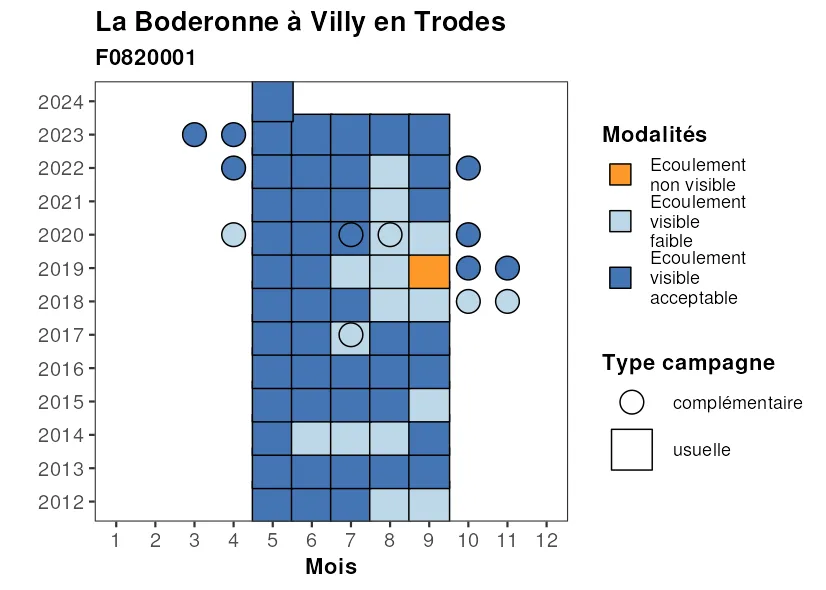 La Boderonne à Villy en Trodes
F0820001
2024
2023
2022
2021
2020
2019
2018
2017
2016
2015
2014
2013
2012
1 2 3 4 5 6 7 8 9 10 11 12
Mois
Modalités
Ecoulement
non visible
Ecoulement
visible
faible
Ecoulement
visible
acceptable
Type campagne
complémentaire
usuelle